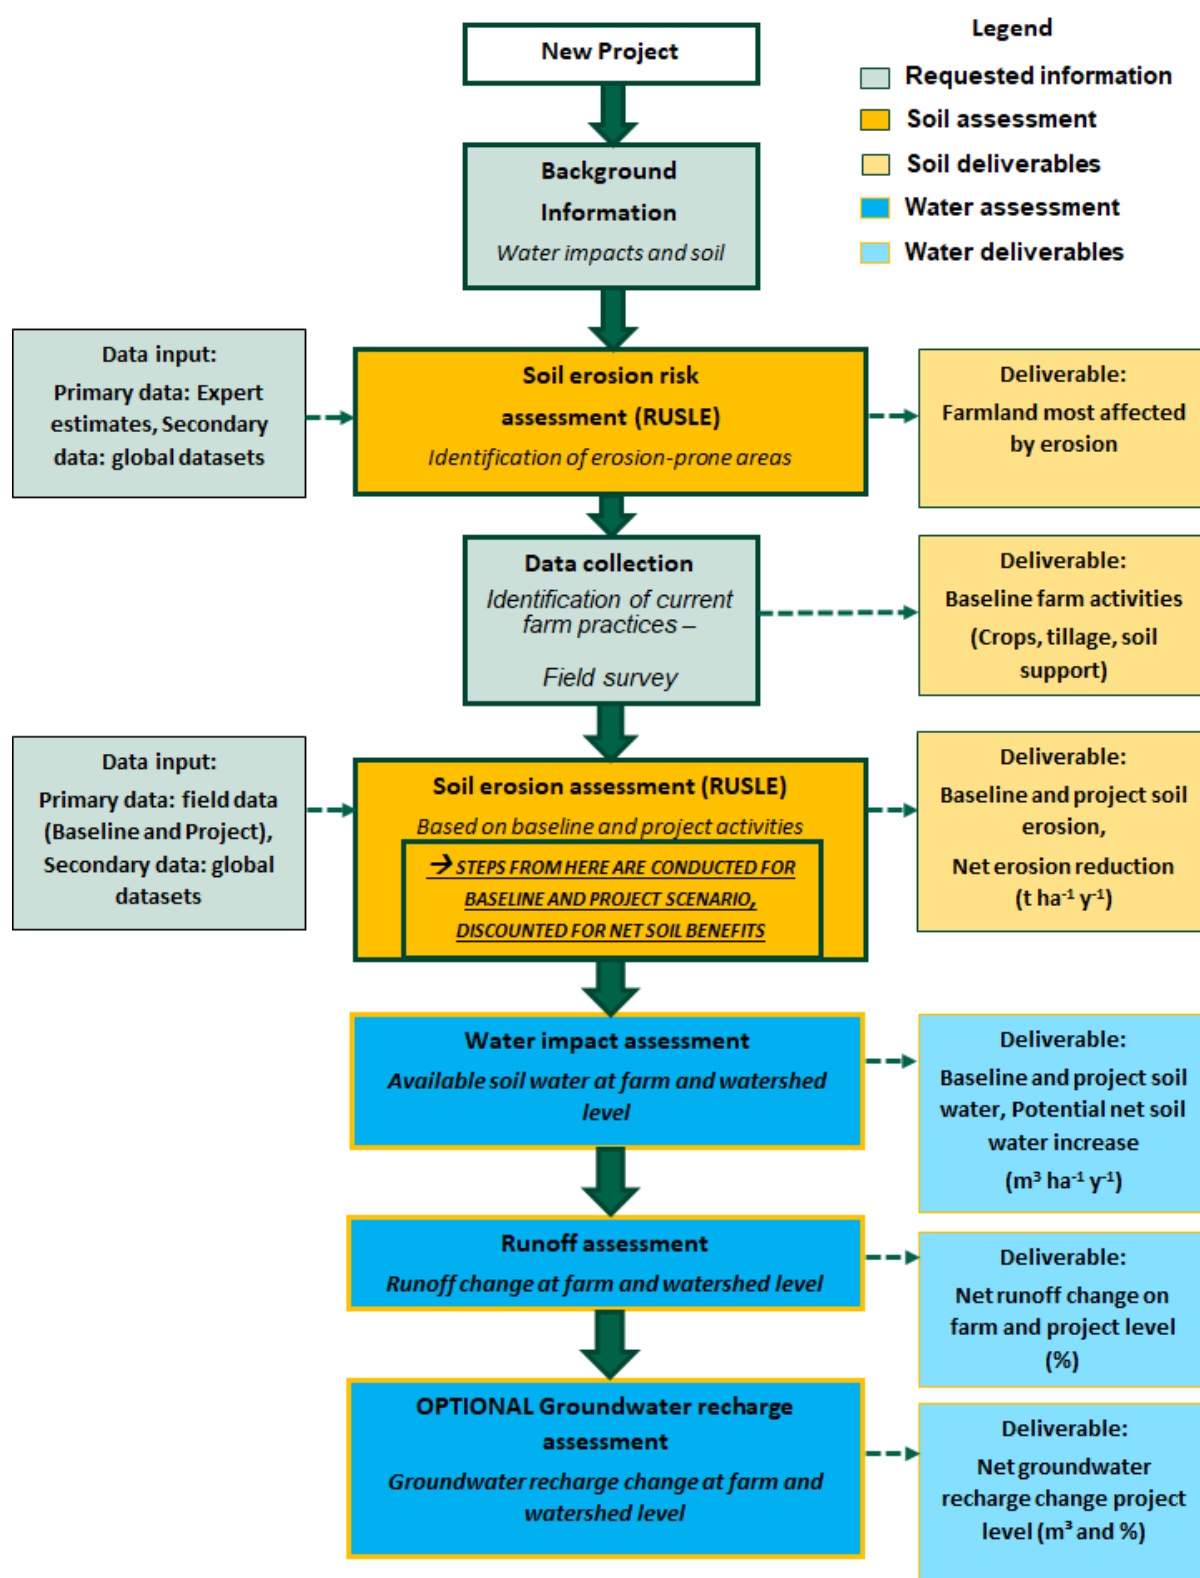 New Project
Legend
Requested information
Soil assessment
Soil deliverables
Water assessment
Water deliverables
Background
Information
Water impacts and soil
Data input:
Primary data: Expert
estimates, Secondary
data: global datasets
Soil erosion risk
assessment (RUSLE)
Identification of erosion-prone areas
Deliverable:
Farmland most affected
by erosion
Data collection
Identification of current
farm practices –
Field survey
Deliverable:
Baseline farm activities
(Crops, tillage, soil
support)
Data input:
Primary data: field data
(Baseline and Project),
Secondary data: global
datasets
Soil erosion assessment (RUSLE)
Based on baseline and project activities
→ STEPS FROM HERE ARE CONDUCTED FOR
BASELINE AND PROJECT SCENARIO,
DISCOUNTED FOR NET SOIL BENEFITS
Deliverable:
Baseline and project soil
erosion,
Net erosion reduction
(t ha⁻¹ y⁻¹)
Water impact assessment
Available soil water at farm and watershed
level
Deliverable:
Baseline and project soil
water, Potential net soil
water increase
(m³ ha⁻¹ y⁻¹)
Runoff assessment
Runoff change at farm and watershed level
Deliverable:
Net runoff change on
farm and project level
(%)
OPTIONAL Groundwater recharge
assessment
Groundwater recharge change at farm and
watershed level
Deliverable:
Net groundwater
recharge change project
level (m³ and %)